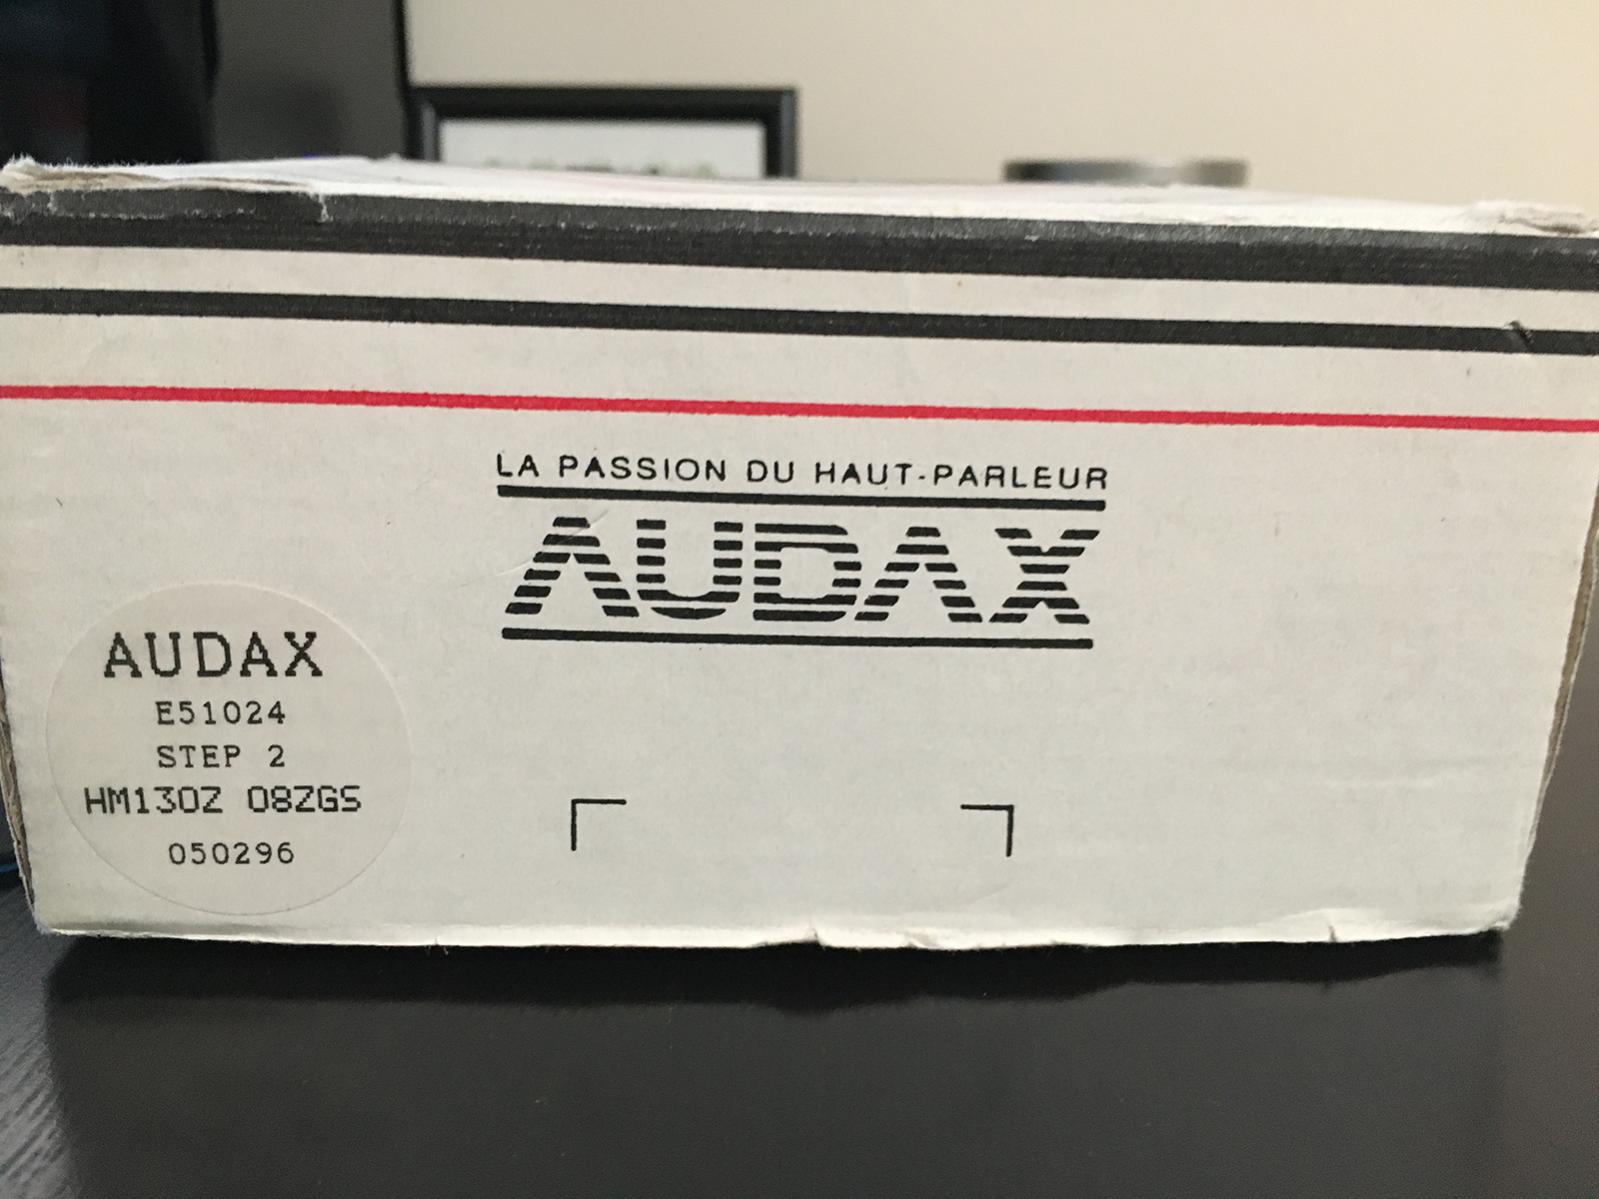 LA PASSION DU HAUT-PARLEUR
AUDAX
AUDAX
E51024
STEP 2
HM130Z 08ZGS
050296